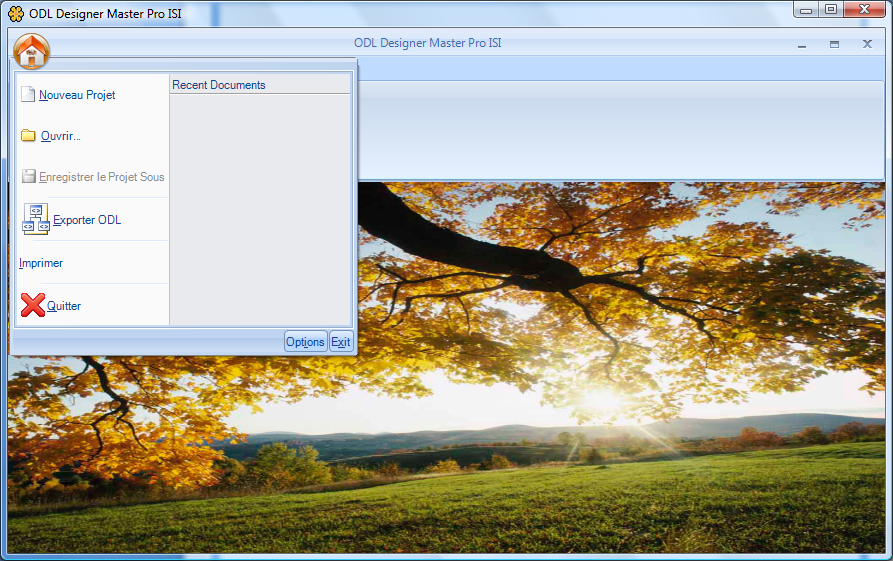 ODL Designer Master Pro ISI
ODL Designer Master Pro ISI
Nouveau Projet
Ouvrir...
Enregistrer le Projet Sous
Exporter ODL
Imprimer
Quitter
Recent Documents
Options
Exit